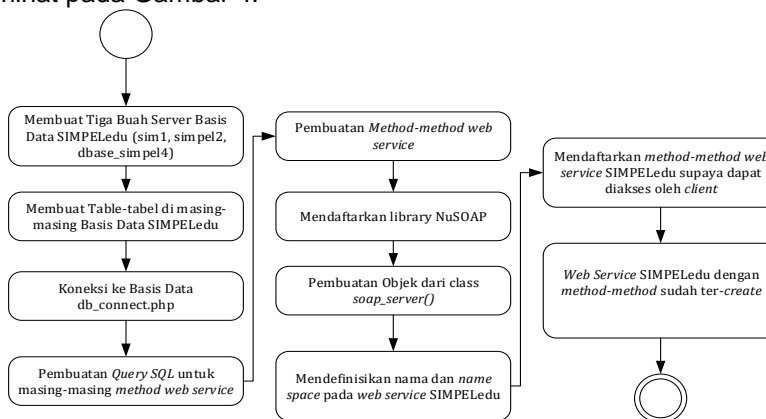 Membuat Tiga Buah Server Basis
Data SIMPELedu (sim1, simpel2,
dbase_simpel4)
Membuat Table-tabel di masing-
masing Basis Data SIMPELedu
Koneksi ke Basis Data
db_connect.php
Pembuatan Query SQL untuk
masing-masing method web service
Pembuatan Method-method web
service
Mendaftarkan library NuSOAP
Pembuatan Objek dari class
soap_server()
Mendefinisikan nama dan name
space pada web service SIMPELedu
Mendaftarkan method-method web
service SIMPELedu supaya dapat
diakses oleh client
Web Service SIMPELedu dengan
method-method sudah ter-create